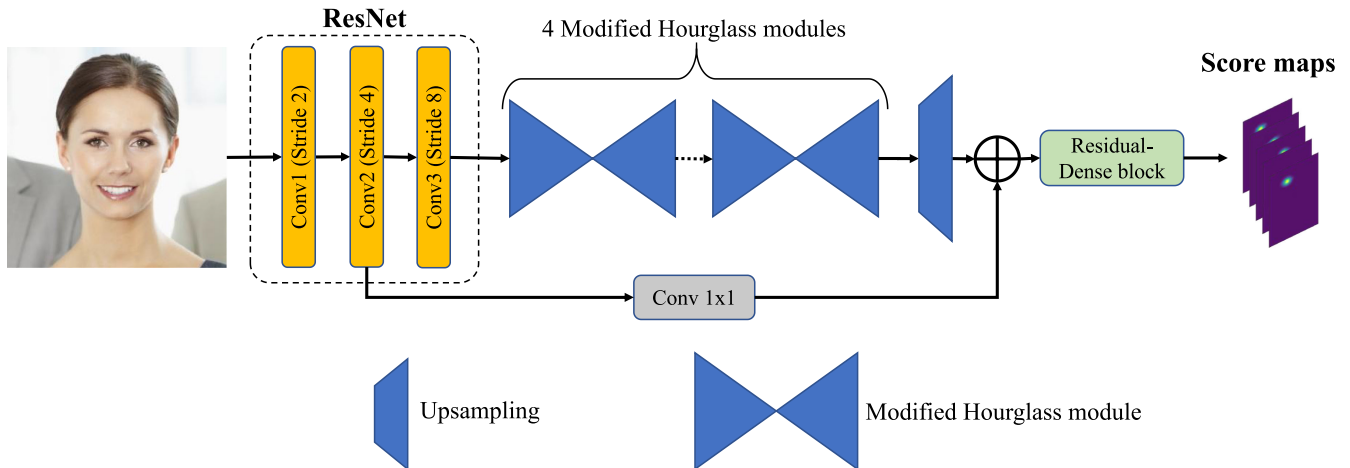 ResNet
4 Modified Hourglass modules
Score maps
Conv1 (Stride 2)
Conv2 (Stride 4)
Conv3 (Stride 8)
Residual-
Dense block
Conv 1x1
Upsampling
Modified Hourglass module